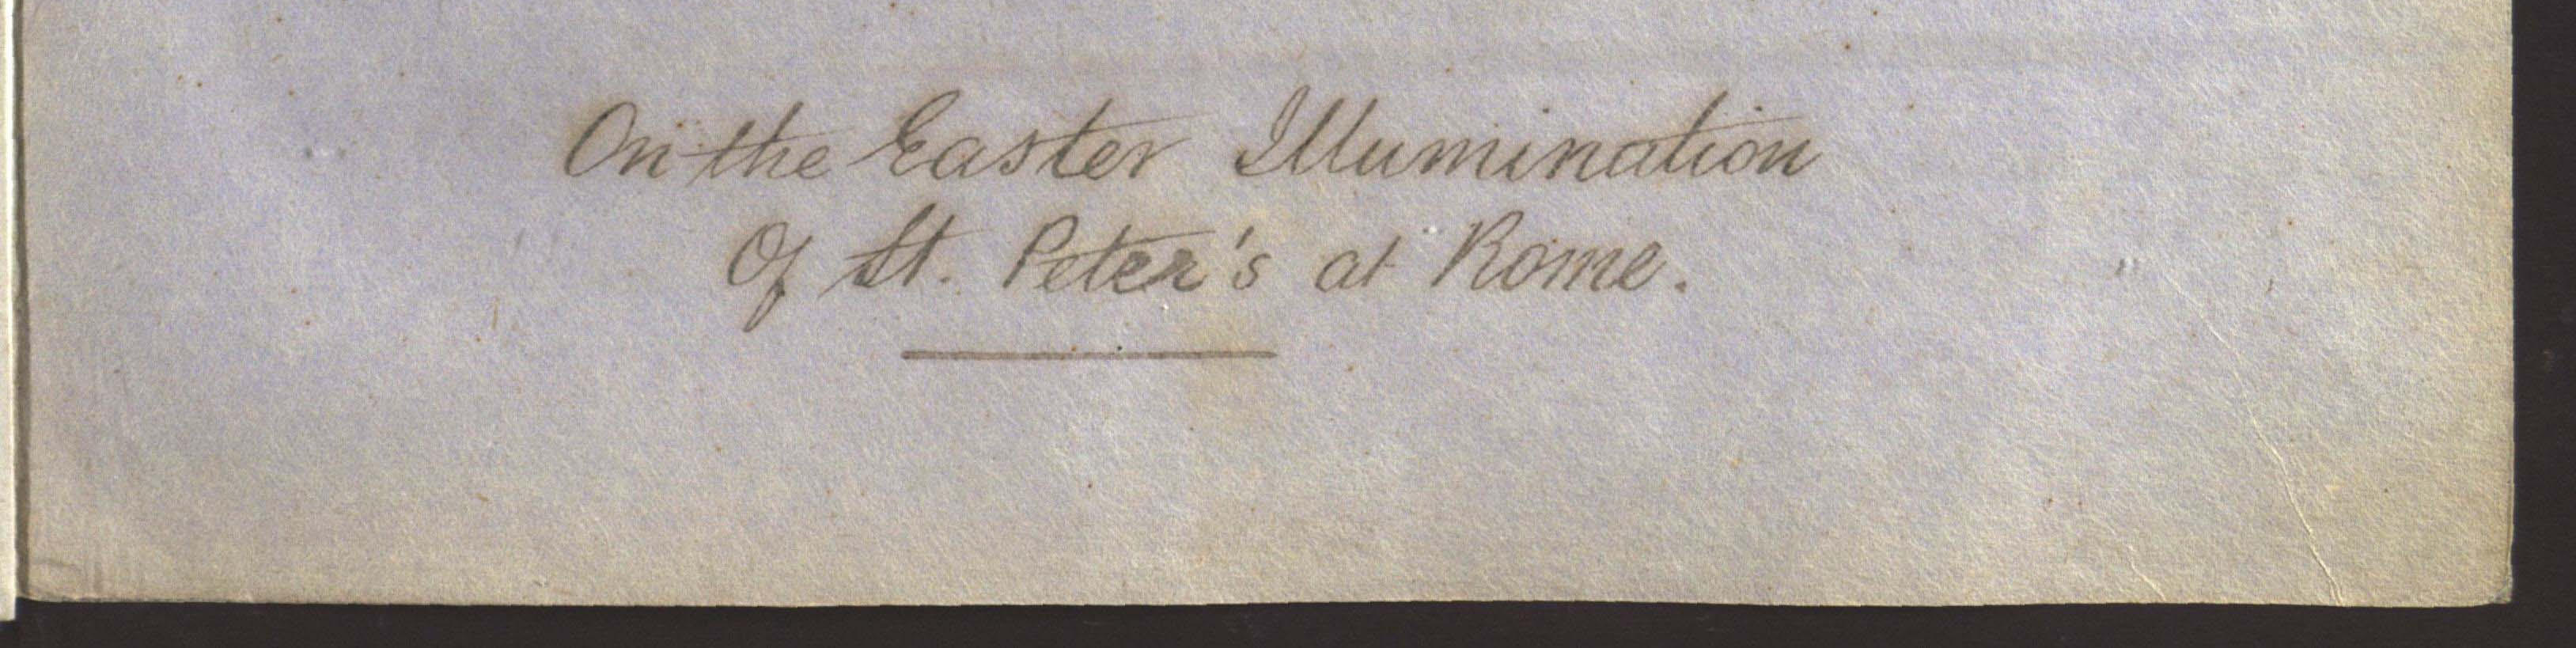 On the Easter Illumination
Of St. Peter's at Rome.